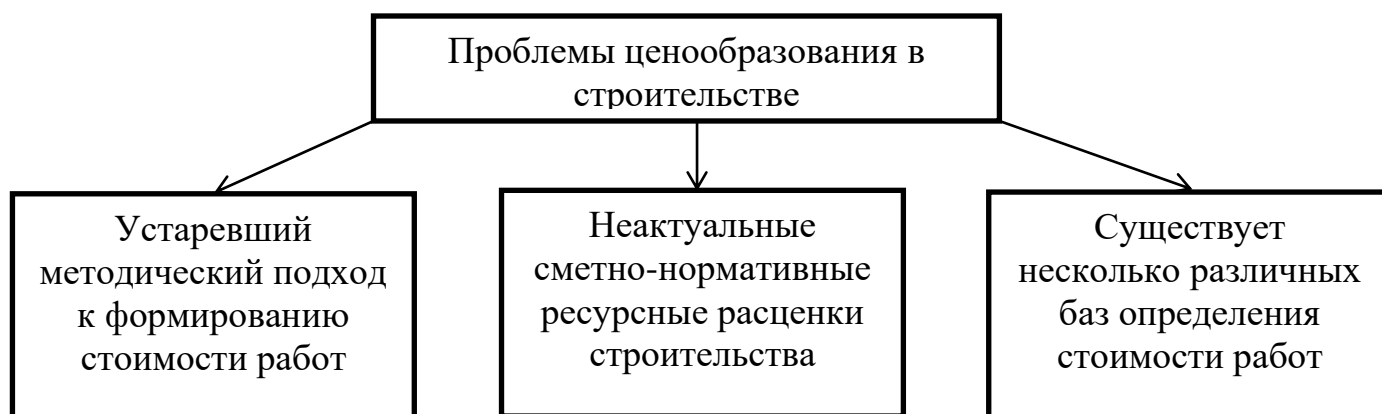 Проблемы ценообразования в
строительстве
Устаревший
методический подход
к формированию
стоимости работ
Неактуальные
сметно-нормативные
ресурсные расценки
строительства
Существует
несколько различных
баз определения
стоимости работ